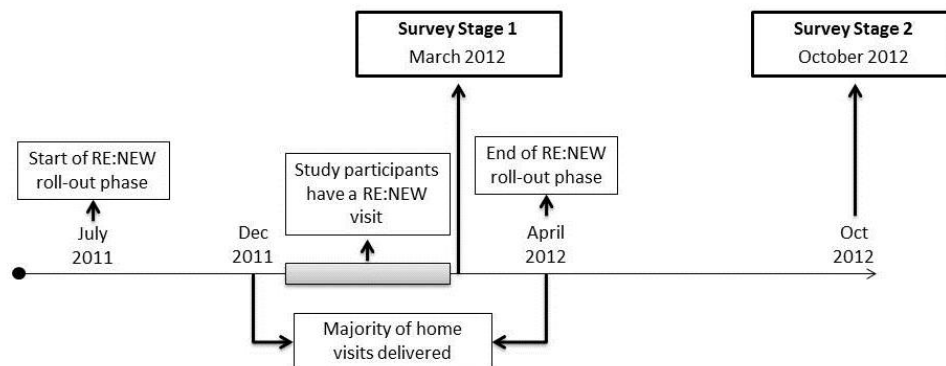 Survey Stage 1
March 2012
Survey Stage 2
October 2012
Start of RE:NEW
roll-out phase
Study participants
have a RE:NEW
visit
End of RE:NEW
roll-out phase
July
2011
Dec
2011
April
2012
Oct
2012
Majority of home
visits delivered